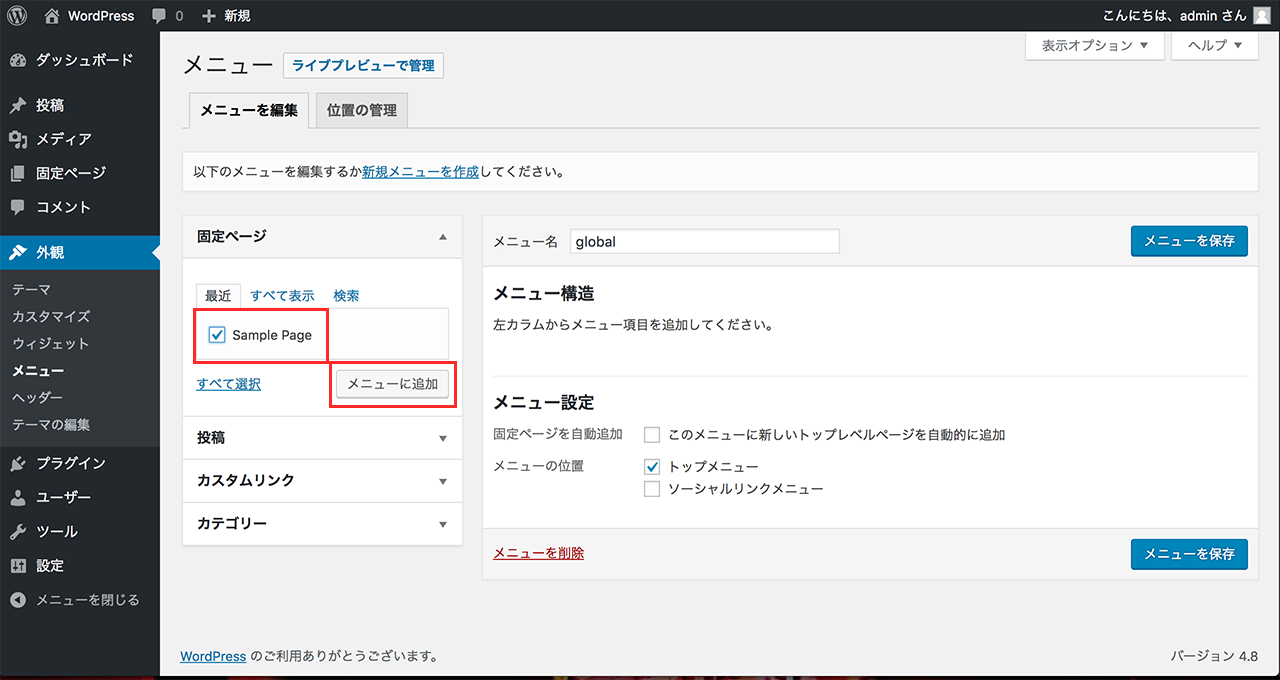 WordPress 0 新規 こんにちは、admin さん
表示オプション ▼ ヘルプ ▼
メニュー ライブプレビューで管理
メニューを編集 位置の管理
以下のメニューを編集するか新規メニューを作成してください。
ダッシュボード
投稿
メディア
固定ページ
コメント
外観
テーマ
カスタマイズ
ウィジェット
メニュー
ヘッダー
テーマの編集
プラグイン
ユーザー
ツール
設定
メニューを閉じる
固定ページ ▲
最近 すべて表示 検索
Sample Page
すべて選択 メニューに追加
投稿 ▼
カスタムリンク ▼
カテゴリー ▼
メニュー名 global メニューを保存
メニュー構造
左カラムからメニュー項目を追加してください。
メニュー設定
固定ページを自動追加 このメニューに新しいトップレベルページを自動的に追加
メニューの位置 トップメニュー
ソーシャルリンクメニュー
メニューを削除 メニューを保存
WordPress のご利用ありがとうございます。 バージョン 4.8